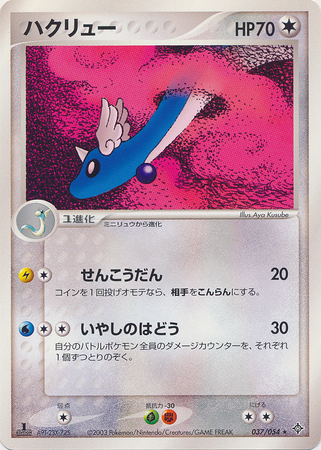 ハクリュー HP70
Illus.Aya Kusube
1進化
ミニリュウから進化
せんこうだん 20
コインを1回投げオモテなら、相手をこんらんにする。
いやしのはどう 30
自分のバトルポケモン全員のダメージカウンターを、それぞれ
1個ずつとりのぞく。
弱点 抵抗力 -30 にげる
©2003 Pokémon/Nintendo/Creatures/GAME FREAK 037/054 ★